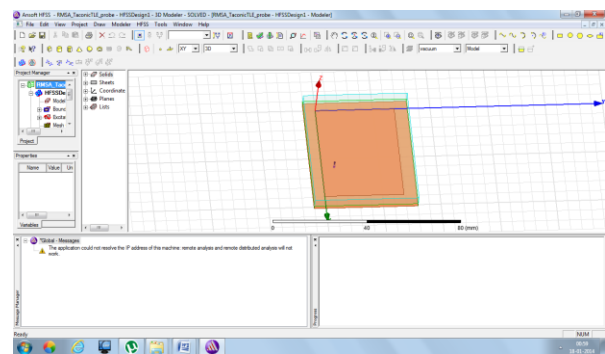 Ansoft HFSS - RMSA_TaconicTLE_probe - HFSSDesign1 - 3D Modeler - SOLVED - [RMSA_TaconicTLE_probe - HFSSDesign1 - Modeler]
File Edit View Project Draw Modeler HFSS Tools Window Help
XY 3D vacuum Model
Project Manager
RMSA_Taco
HFSSDe
Model
Bound
Excita
Mesh
Project
Solids
Sheets
Coordinate
Planes
Lists
Properties
Name Value Un
Variables
0 40 80 (mm)
*Global - Messages
The application could not resolve the IP address of this machine: remote analysis and remote distributed analysis will not
work.
Message Manager
Progress
Ready
NUM
18-01-2014